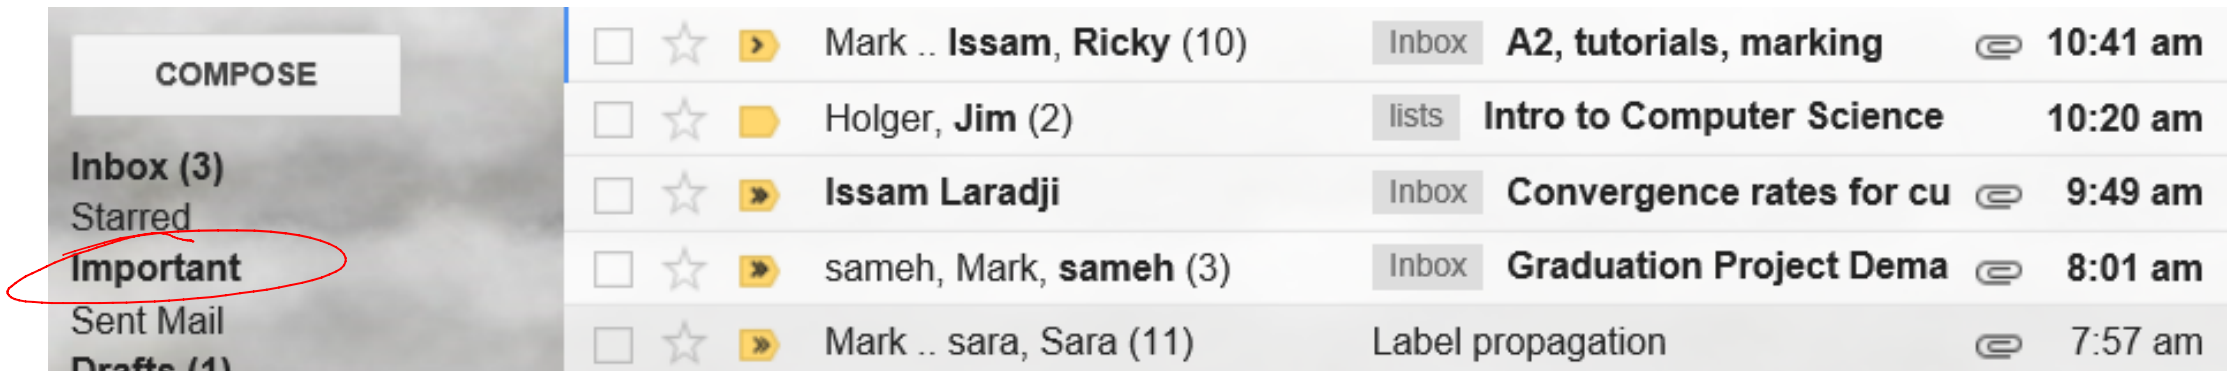 COMPOSE
Inbox (3)
Starred
Important
Sent Mail
Drafts (1)
Mark .. Issam, Ricky (10) Inbox A2, tutorials, marking 10:41 am
Holger, Jim (2) lists Intro to Computer Science 10:20 am
Issam Laradji Inbox Convergence rates for cu 9:49 am
sameh, Mark, sameh (3) Inbox Graduation Project Dema 8:01 am
Mark .. sara, Sara (11) Label propagation 7:57 am